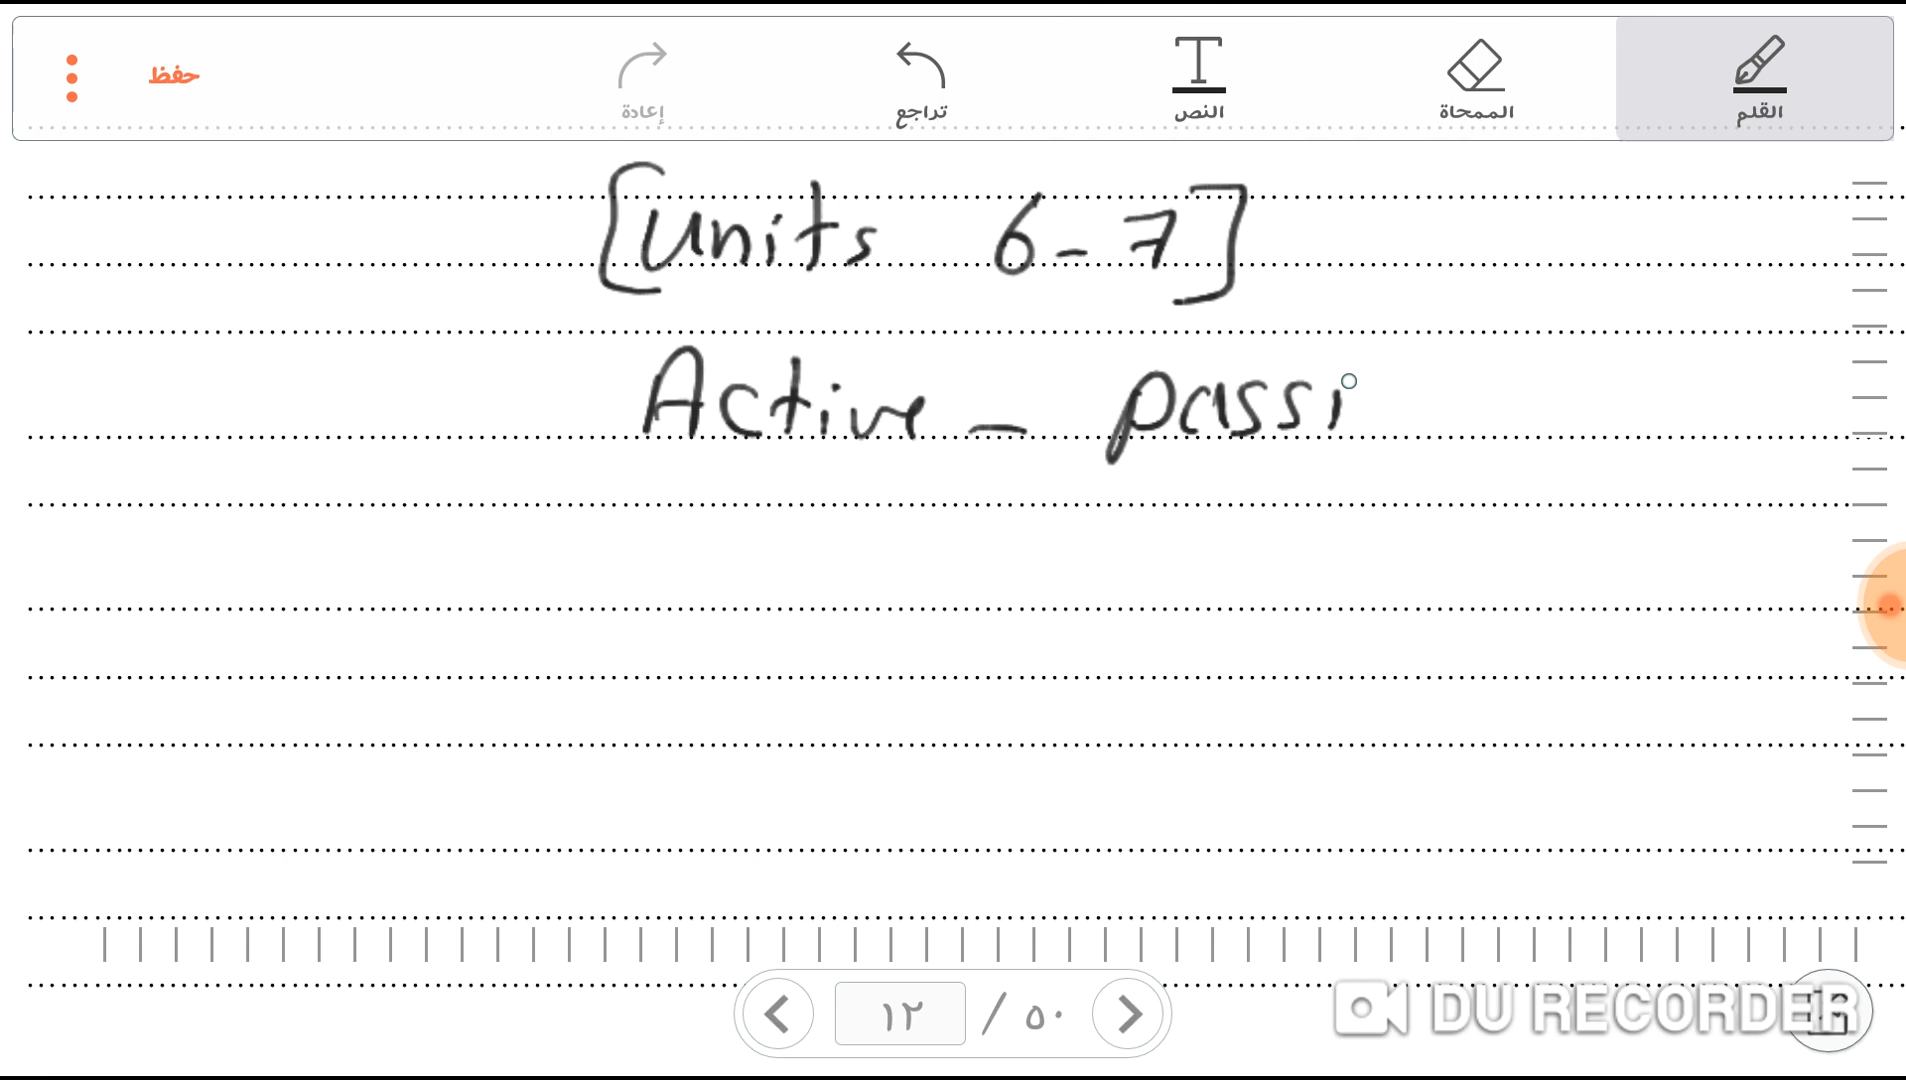 القلم الممحاة النص تراجع إعادة حفظ
[Units 6-7]
Active - passi
١٢ / ٥٠
DU RECORDER